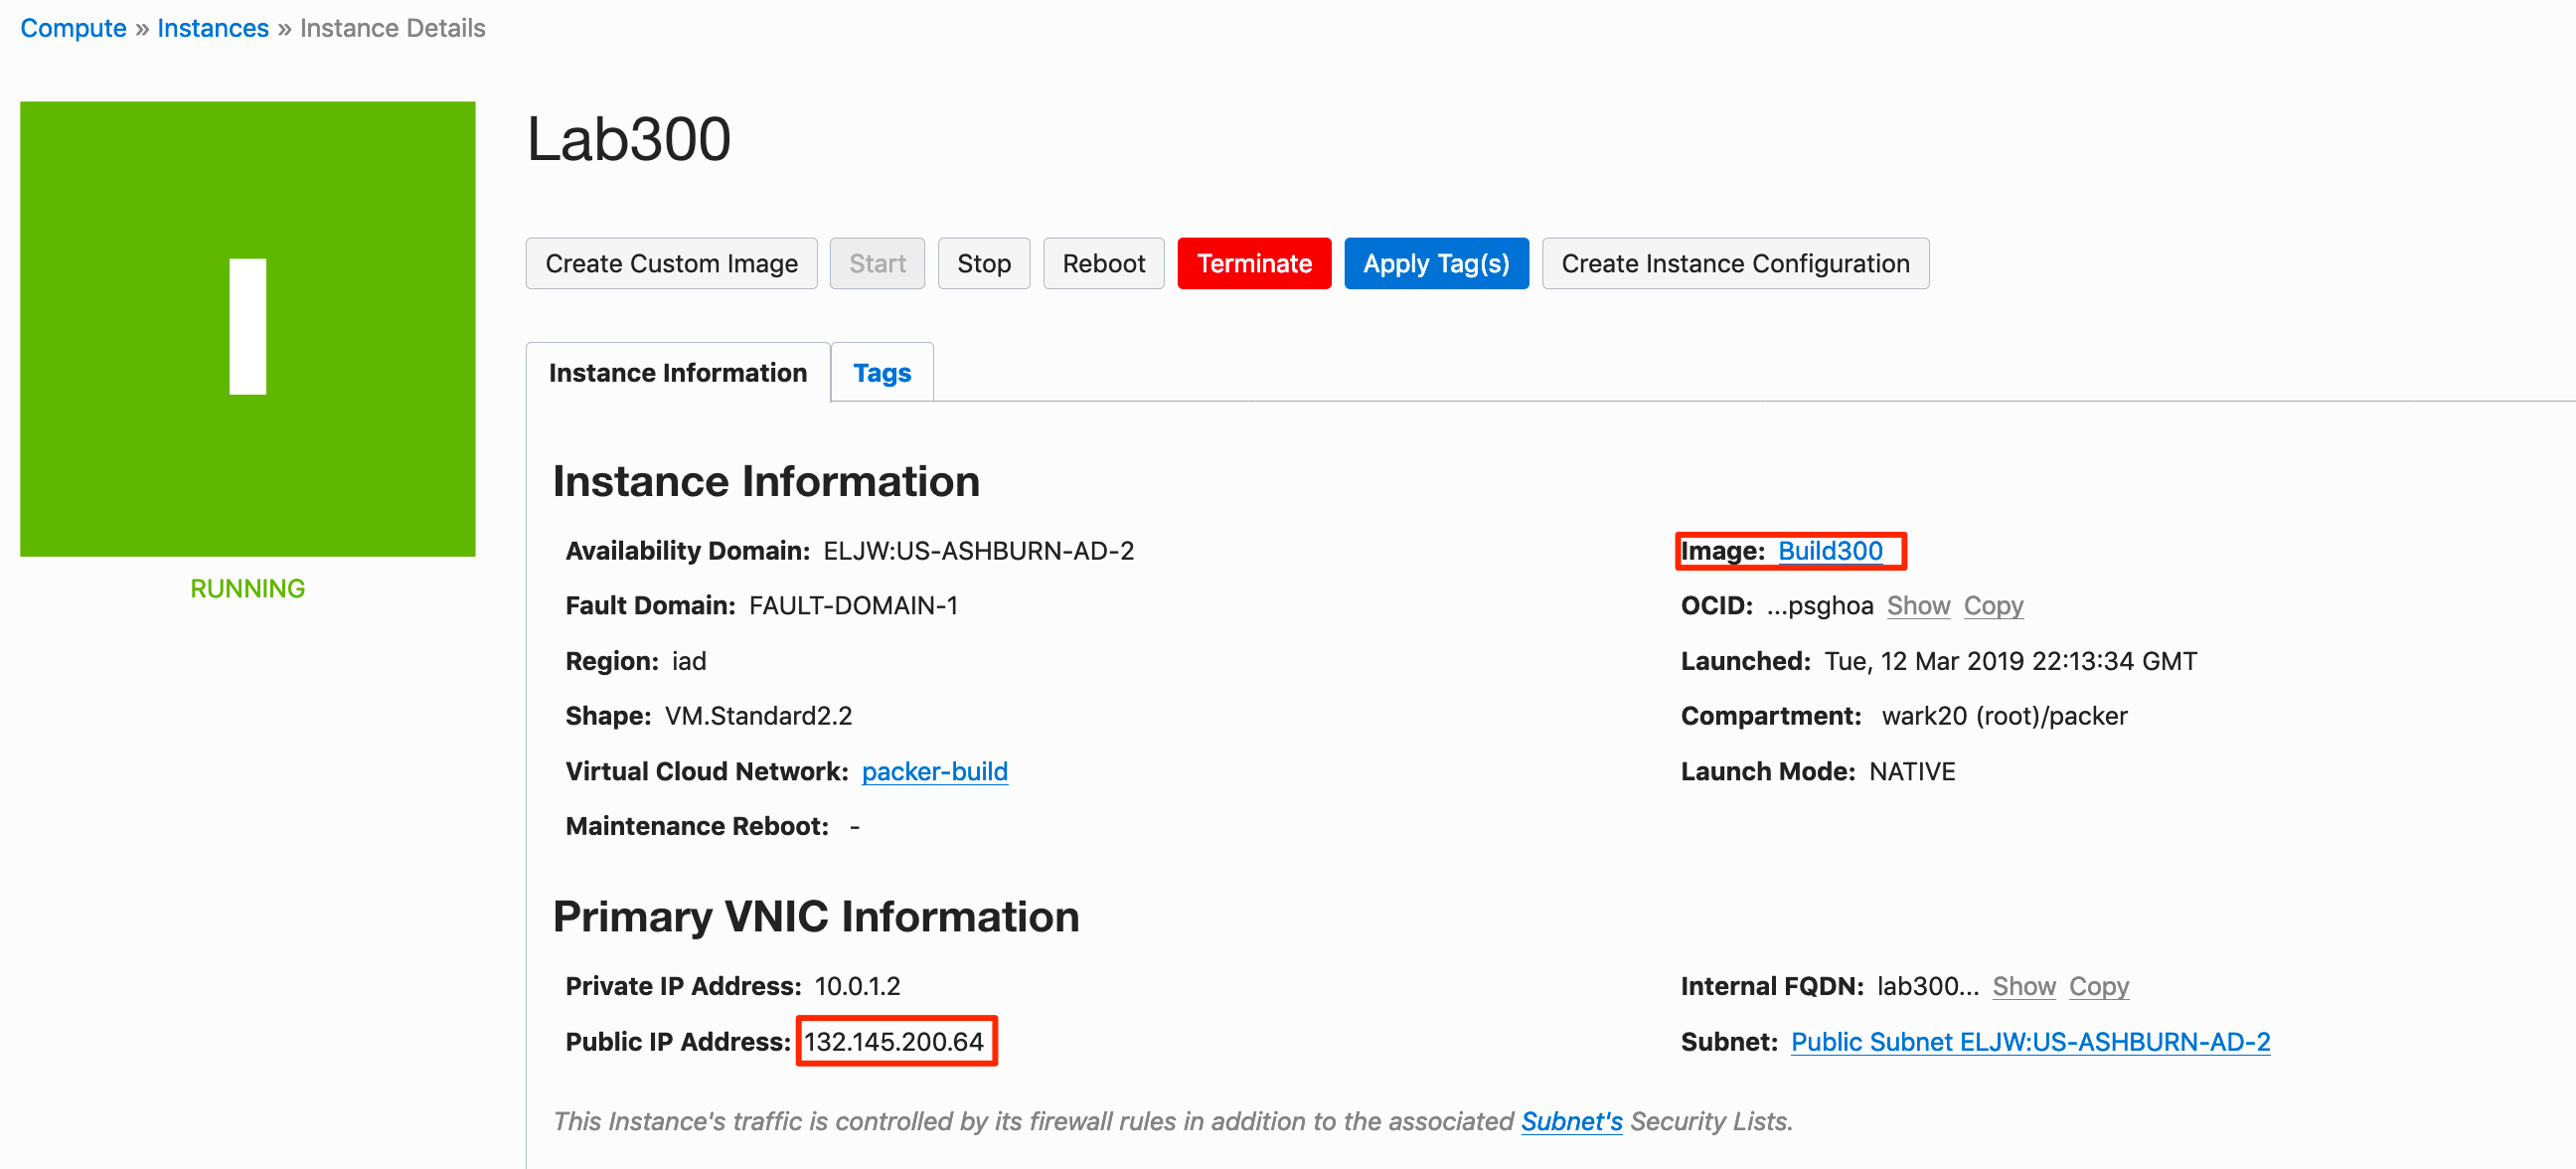 Compute » Instances » Instance Details
Lab300
Create Custom Image Start Stop Reboot Terminate Apply Tag(s) Create Instance Configuration
I
RUNNING
Instance Information Tags
Instance Information
Availability Domain: ELJW:US-ASHBURN-AD-2
Image: Build300
Fault Domain: FAULT-DOMAIN-1
OCID: ...psghoa Show Copy
Region: iad
Launched: Tue, 12 Mar 2019 22:13:34 GMT
Shape: VM.Standard2.2
Compartment: wark20 (root)/packer
Virtual Cloud Network: packer-build
Launch Mode: NATIVE
Maintenance Reboot: -
Primary VNIC Information
Private IP Address: 10.0.1.2
Internal FQDN: lab300... Show Copy
Public IP Address: 132.145.200.64
Subnet: Public Subnet ELJW:US-ASHBURN-AD-2
This Instance's traffic is controlled by its firewall rules in addition to the associated Subnet's Security Lists.